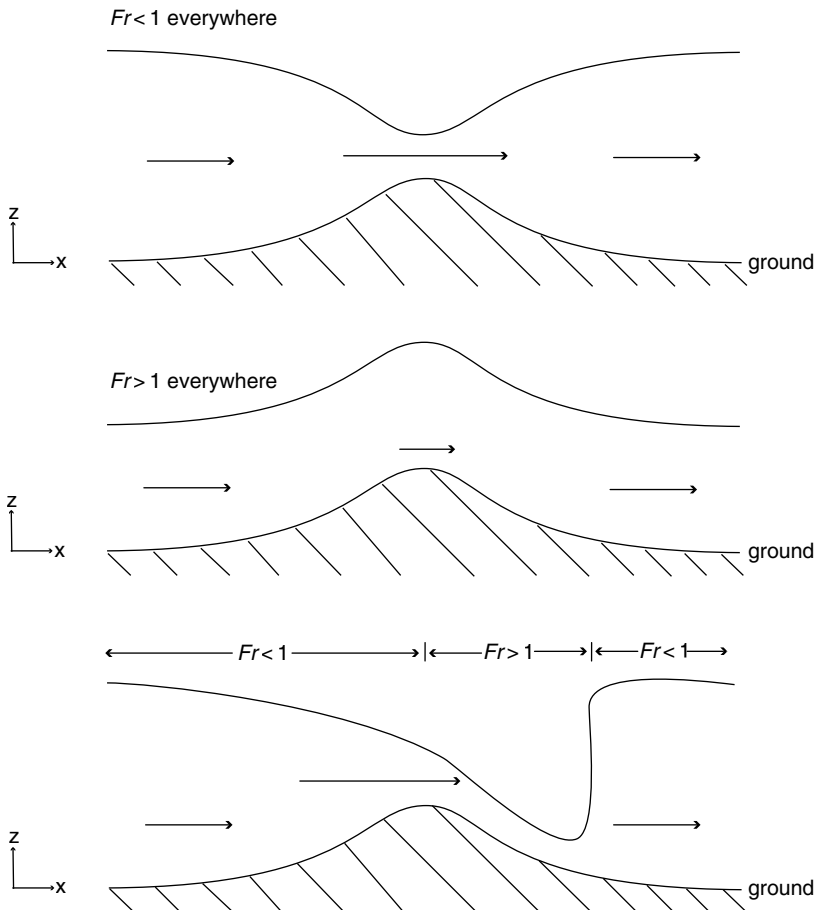 Fr < 1 everywhere
z
x
ground
Fr > 1 everywhere
z
x
ground
Fr < 1 Fr > 1 Fr < 1
z
x
ground